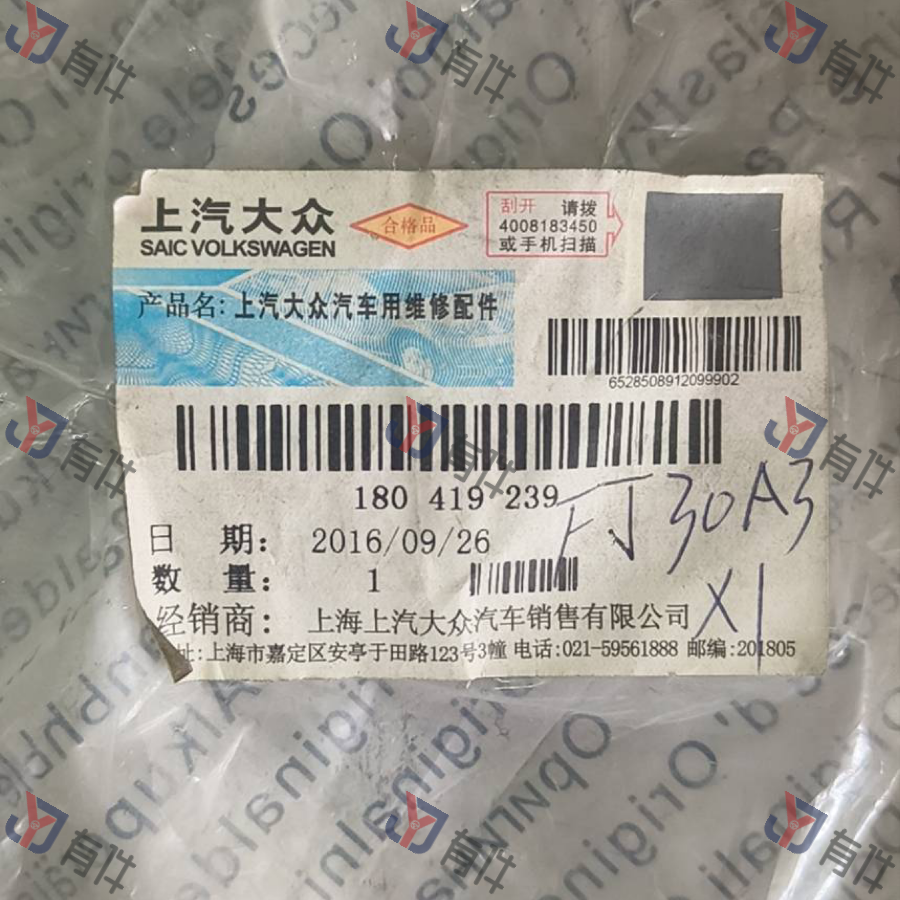 上汽大众
SAIC VOLKSWAGEN
合格品
刮开 请拨
4008183450
或手机扫描
产品名: 上汽大众汽车用维修配件
6528508912099902
180 419 239
FJ30A3
日 期: 2016/09/26
数 量: 1
X1
经销商: 上海上汽大众汽车销售有限公司
址:上海市嘉定区安亭于田路123号3幢 电话:021-59561888 邮编:201805
有件